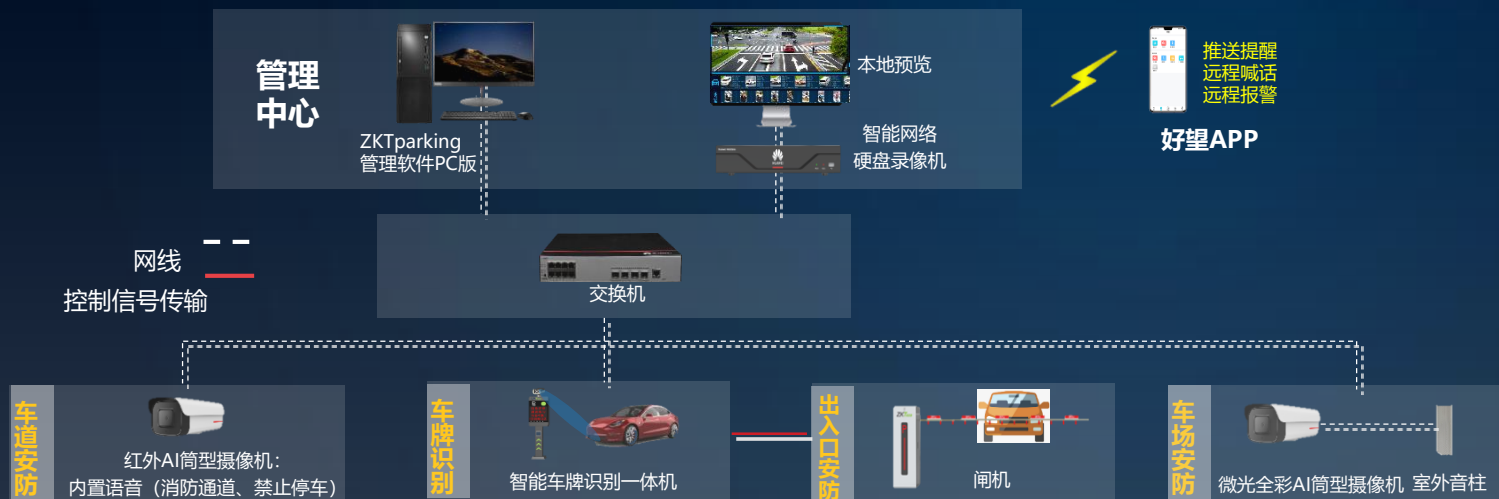 管理
中心
ZKTparking
管理软件PC版
本地预览
智能网络
硬盘录像机
推送提醒
远程喊话
远程报警
好望APP
网线
控制信号传输
交换机
车道安防
红外AI筒型摄像机：
内置语音（消防通道、禁止停车）
车牌识别
智能车牌识别一体机
出入口安防
闸机
车场安防
微光全彩AI筒型摄像机
室外音柱